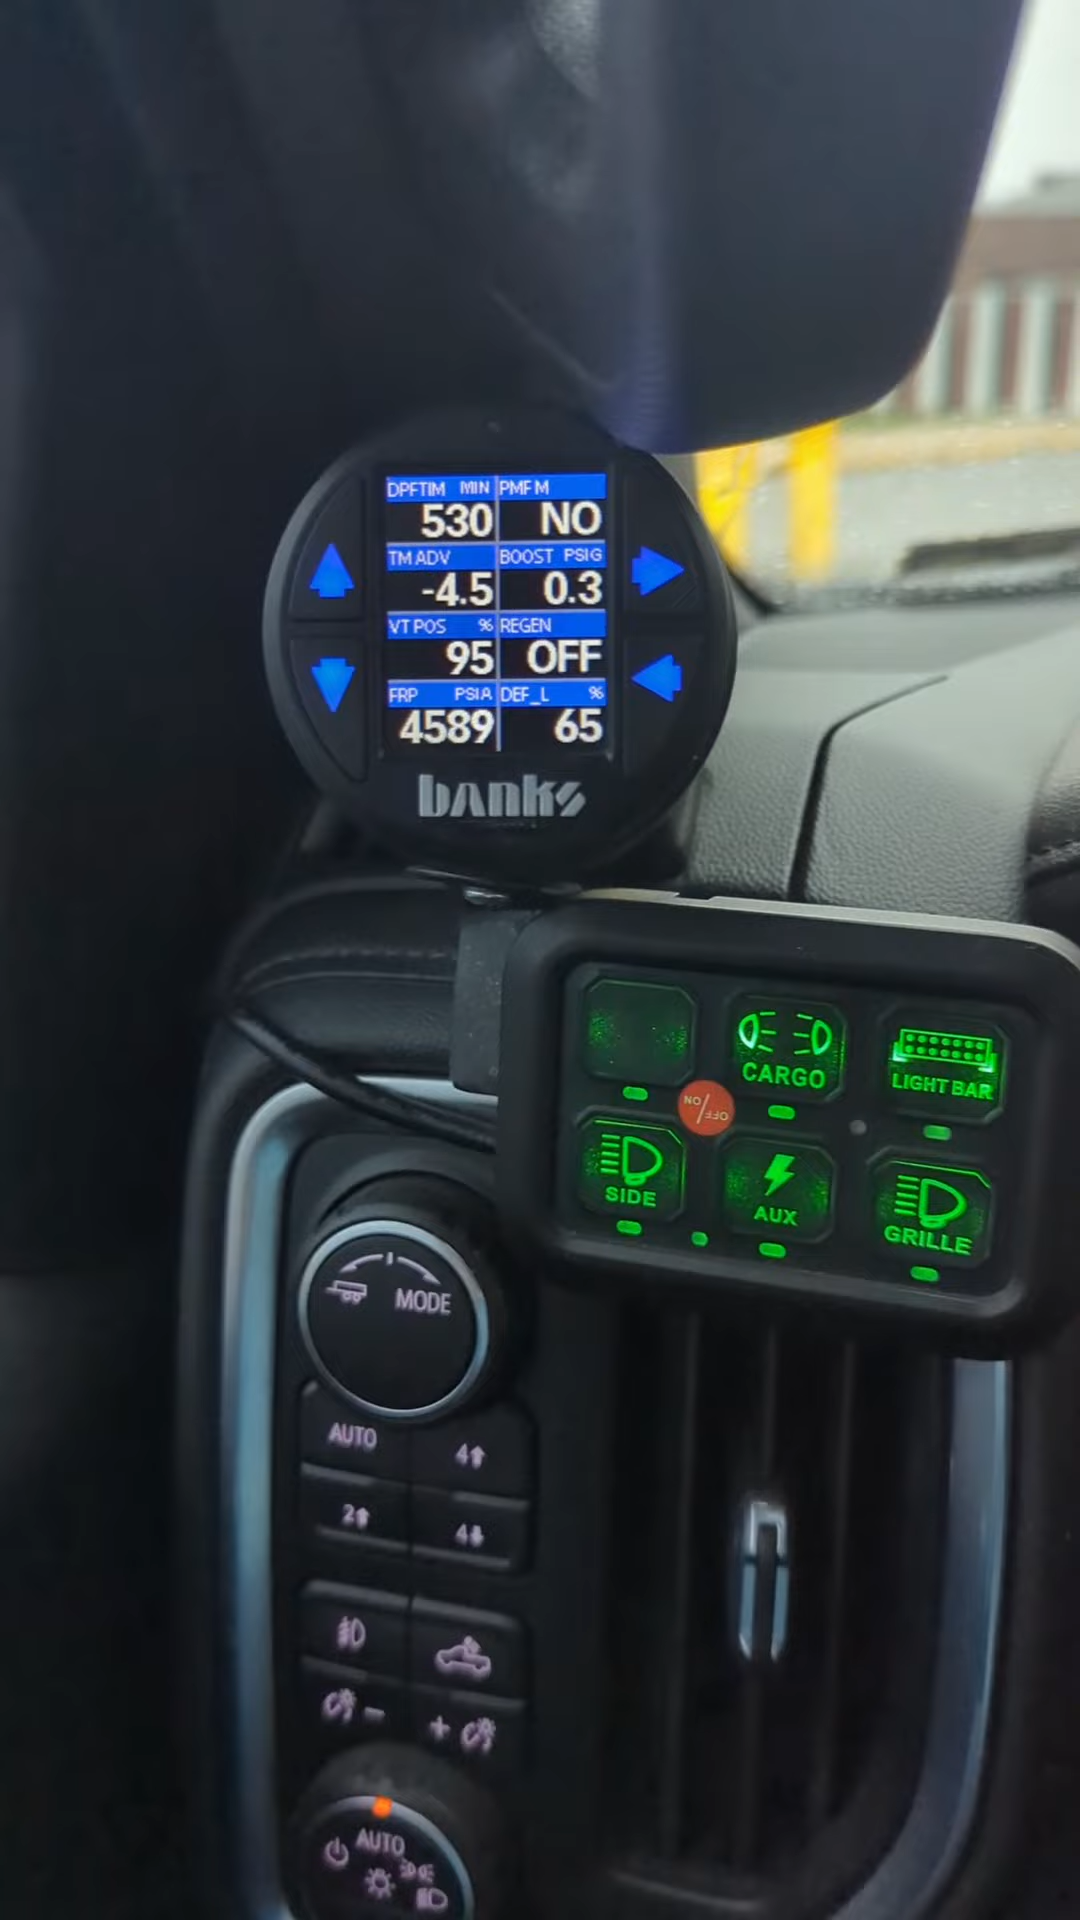 DPFTIM MIN PMF M
530 NO
TM ADV BOOST PSIG
-4.5 0.3
VT POS % REGEN
95 OFF
FRP PSIA DEF_L %
4589 65
banks
CARGO
LIGHT BAR
ON/OFF
SIDE
AUX
GRILLE
MODE
AUTO 4
2 4
- +
AUTO